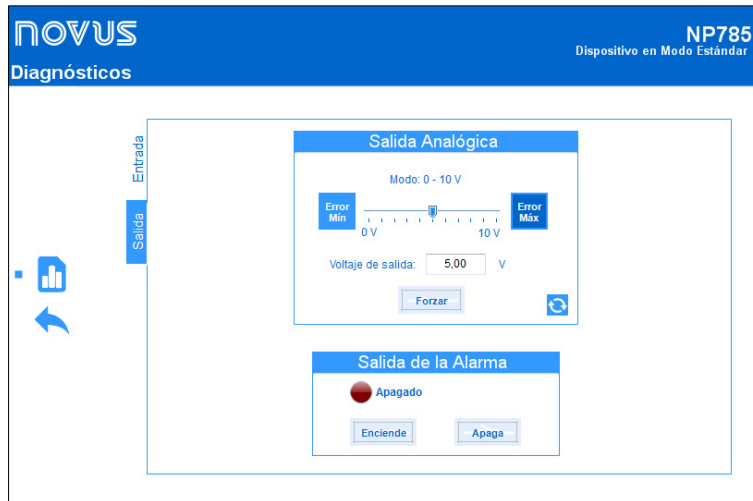 NOVUS
NP785
Dispositivo en Modo Estándar
Diagnósticos
Entrada
Salida
Salida Analógica
Modo: 0 - 10 V
Error
Mín
Error
Máx
0 V
10 V
Voltaje de salida: 5,00 V
Forzar
Salida de la Alarma
Apagado
Enciende
Apaga